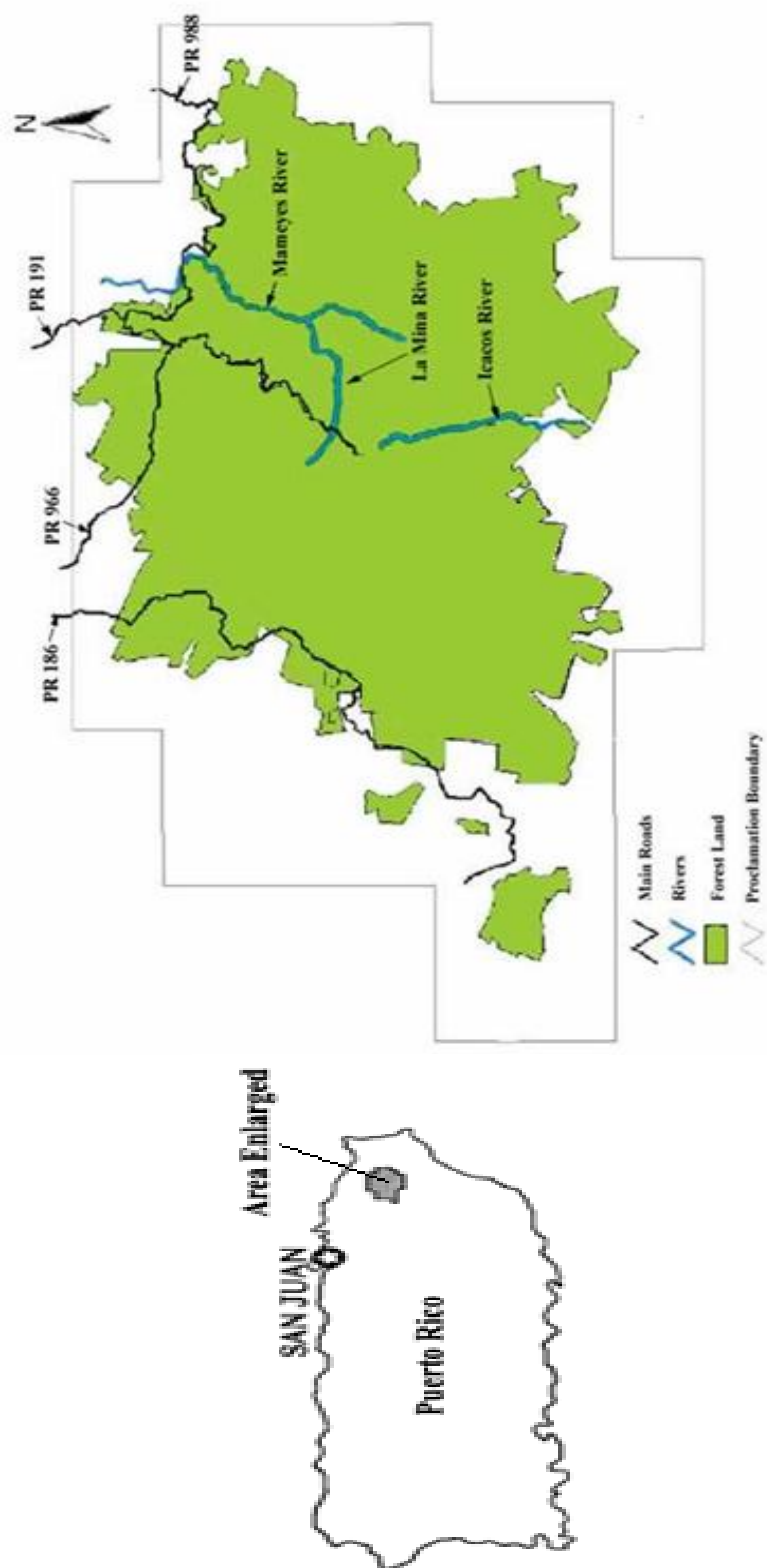 N
PR 988
PR 191
PR 966
PR 186
Mameyes River
La Mina River
Icacos River
Main Roads
Rivers
Forest Land
Proclamation Boundary
Area Enlarged
SAN JUAN
Puerto Rico